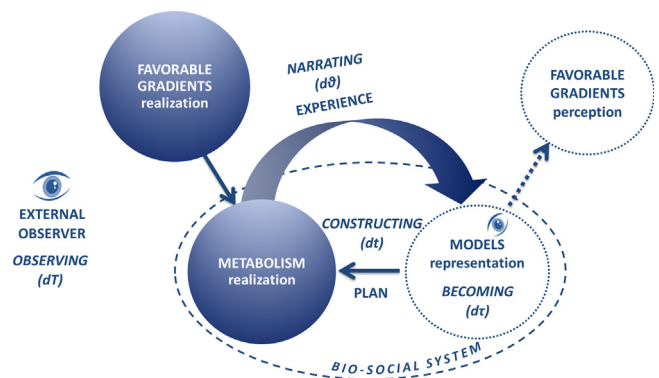 FAVORABLE
GRADIENTS
realization
NARRATING
(dϑ)
EXPERIENCE
FAVORABLE
GRADIENTS
perception
EXTERNAL
OBSERVER
OBSERVING
(dT)
METABOLISM
realization
CONSTRUCTING
(dt)
PLAN
MODELS
representation
BECOMING
(dτ)
BIO-SOCIAL SYSTEM